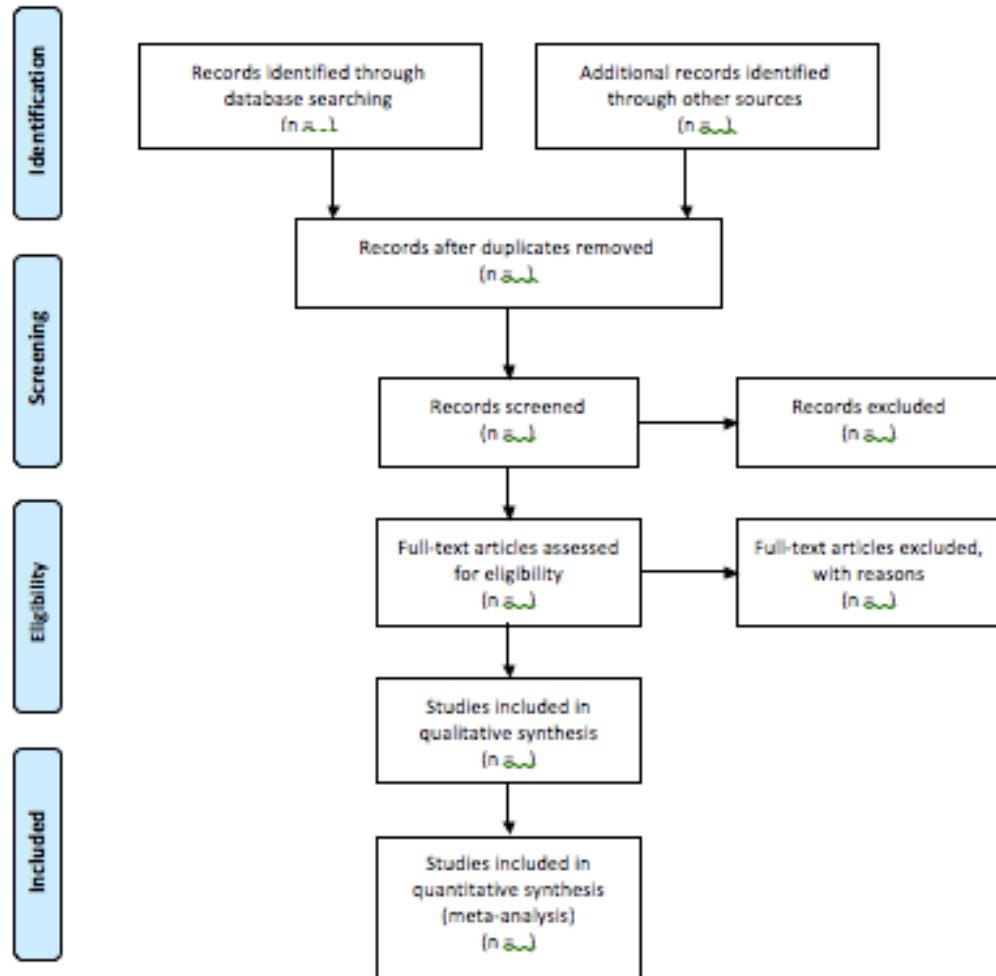 Identification
Records identified through
database searching
(n = )
Additional records identified
through other sources
(n = )
Records after duplicates removed
(n = )
Screening
Records screened
(n = )
Records excluded
(n = )
Eligibility
Full-text articles assessed
for eligibility
(n = )
Full-text articles excluded,
with reasons
(n = )
Studies included in
qualitative synthesis
(n = )
Included
Studies included in
quantitative synthesis
(meta-analysis)
(n = )